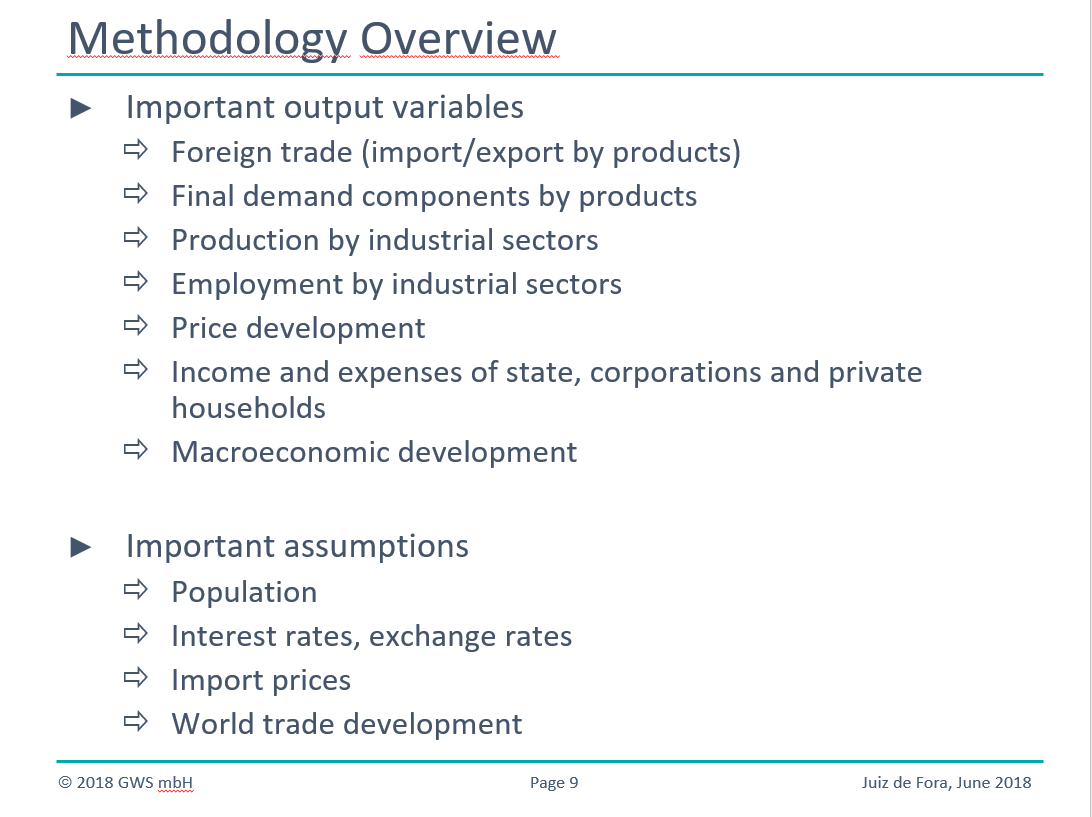 Methodology Overview
► Important output variables
⇨ Foreign trade (import/export by products)
⇨ Final demand components by products
⇨ Production by industrial sectors
⇨ Employment by industrial sectors
⇨ Price development
⇨ Income and expenses of state, corporations and private
households
⇨ Macroeconomic development
► Important assumptions
⇨ Population
⇨ Interest rates, exchange rates
⇨ Import prices
⇨ World trade development
© 2018 GWS mbH Page 9 Juiz de Fora, June 2018